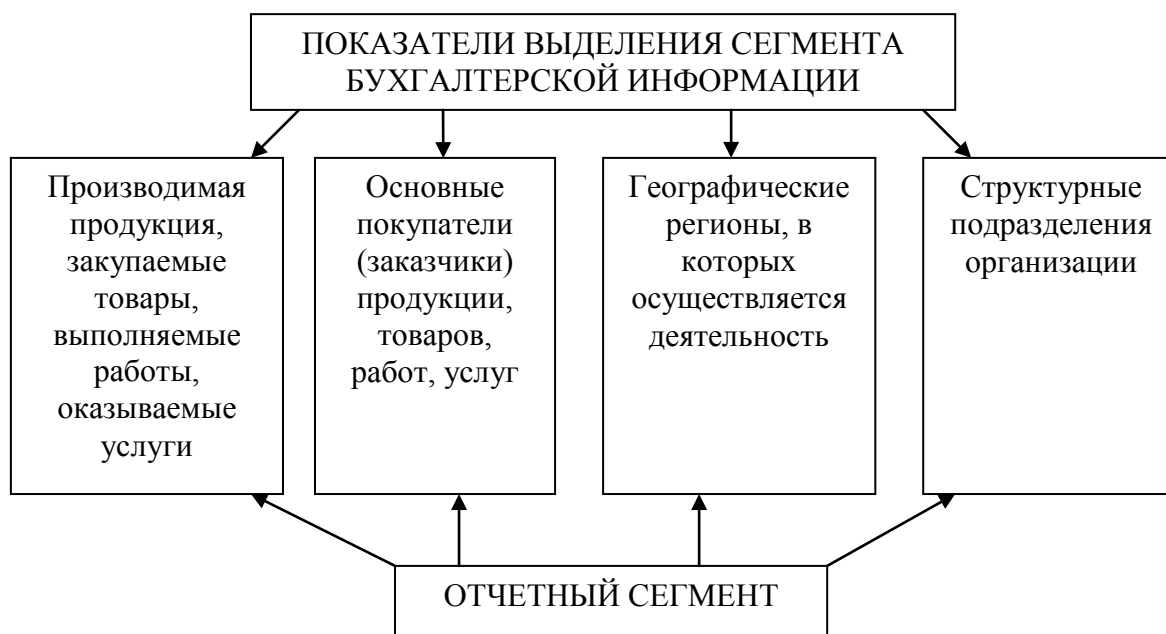 ПОКАЗАТЕЛИ ВЫДЕЛЕНИЯ СЕГМЕНТА
БУХГАЛТЕРСКОЙ ИНФОРМАЦИИ
Производимая
продукция,
закупаемые
товары,
выполняемые
работы,
оказываемые
услуги
Основные
покупатели
(заказчики)
продукции,
товаров,
работ, услуг
Географические
регионы, в
которых
осуществляется
деятельность
Структурные
подразделения
организации
ОТЧЕТНЫЙ СЕГМЕНТ